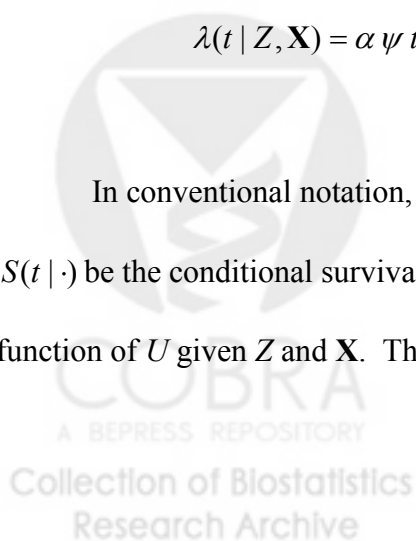 λ(t | Z, X) = α ψ t
In conventional notation,
S(t | ·) be the conditional surviva
function of U given Z and X. Th
COBRA
A BEPRESS REPOSITORY
Collection of Biostatistics
Research Archive